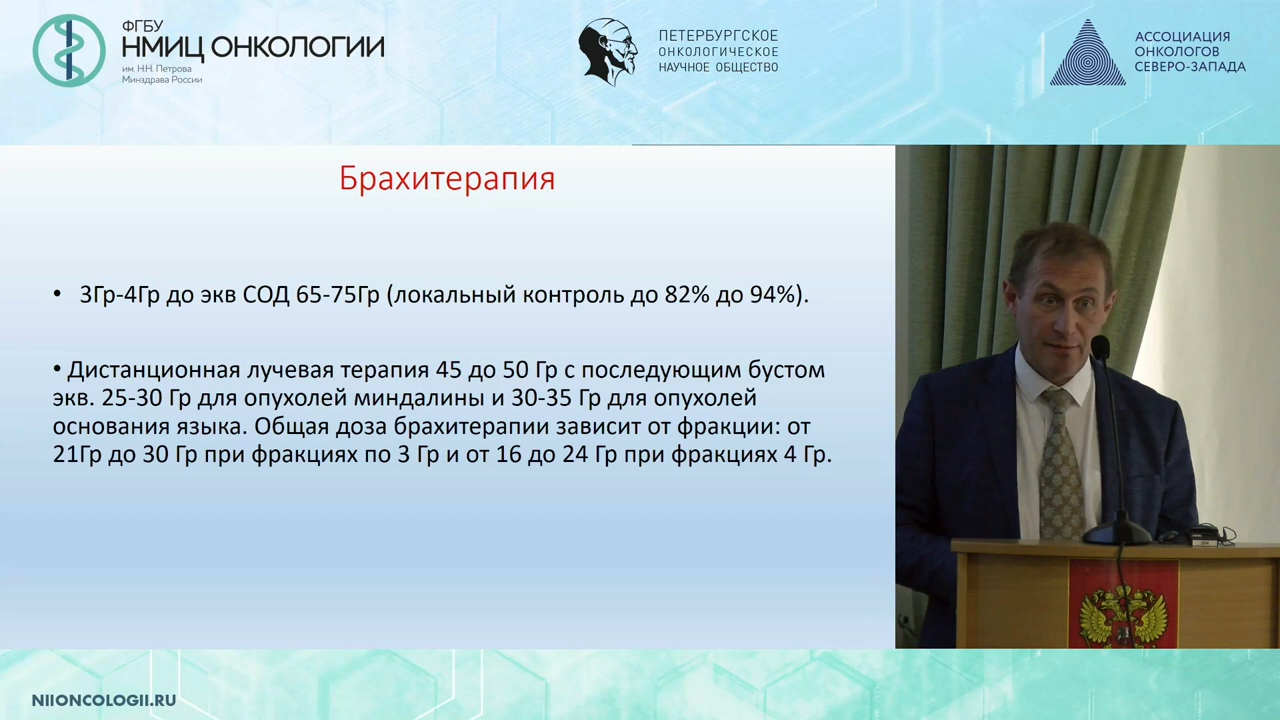 ФГБУ
НМИЦ ОНКОЛОГИИ
им. Н.Н. Петрова
Минздрава России
ПЕТЕРБУРГСКОЕ
ОНКОЛОГИЧЕСКОЕ
НАУЧНОЕ ОБЩЕСТВО
АССОЦИАЦИЯ
ОНКОЛОГОВ
СЕВЕРО-ЗАПАДА
Брахитерапия
• 3Гр-4Гр до экв СОД 65-75Гр (локальный контроль до 82% до 94%).
• Дистанционная лучевая терапия 45 до 50 Гр с последующим бустом
экв. 25-30 Гр для опухолей миндалины и 30-35 Гр для опухолей
основания языка. Общая доза брахитерапии зависит от фракции: от
21Гр до 30 Гр при фракциях по 3 Гр и от 16 до 24 Гр при фракциях 4 Гр.
NIIONCOLOGII.RU